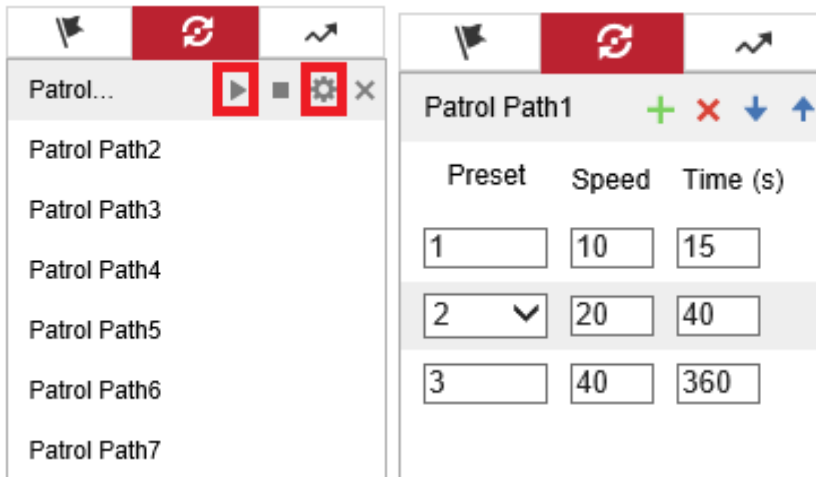 Patrol...
Patrol Path2
Patrol Path3
Patrol Path4
Patrol Path5
Patrol Path6
Patrol Path7
Patrol Path1
Preset Speed Time (s)
1 10 15
2 20 40
3 40 360